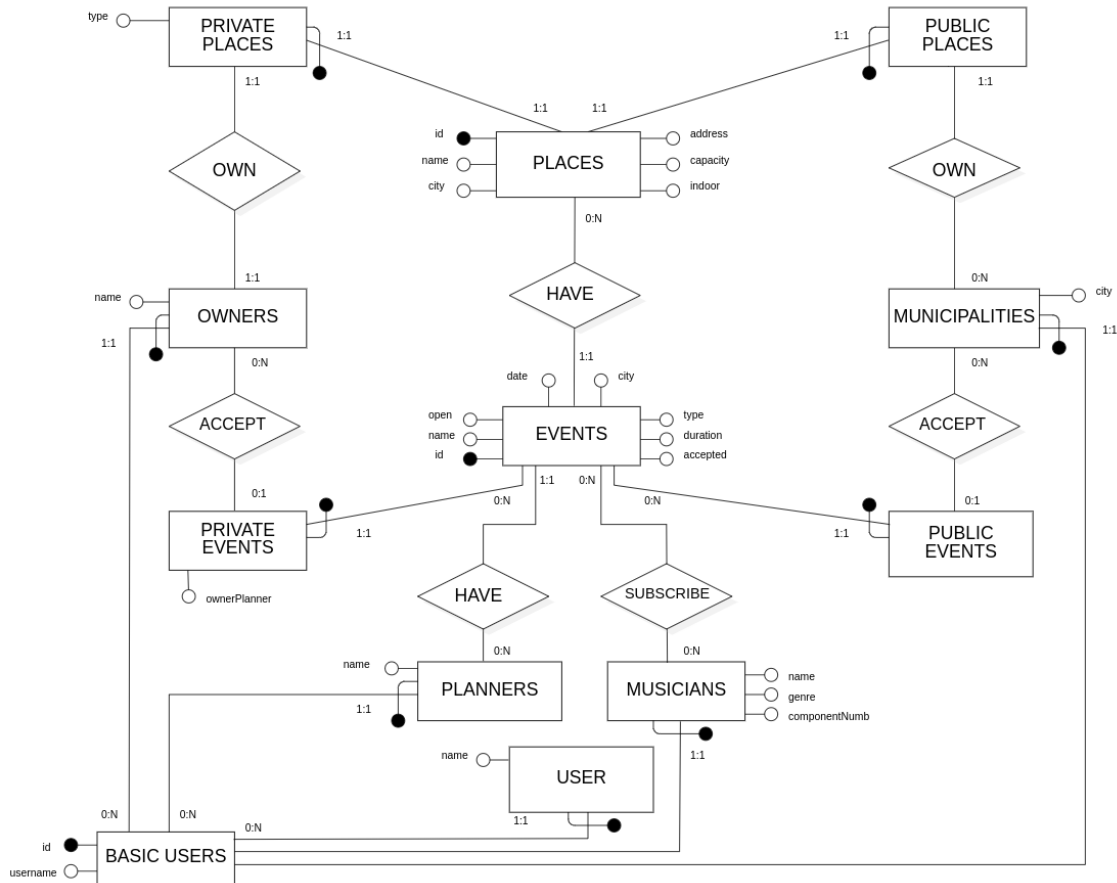 type
PRIVATE
PLACES
1:1
1:1
PUBLIC
PLACES
1:1
1:1
1:1
1:1
id
name
city
PLACES
address
capacity
indoor
OWN
OWN
0:N
1:1
0:N
name
OWNERS
HAVE
MUNICIPALITIES
city
1:1
1:1
0:N
1:1
0:N
date
city
ACCEPT
open
name
id
EVENTS
type
duration
accepted
ACCEPT
0:1
0:N
1:1
0:N
0:N
0:1
PRIVATE
EVENTS
1:1
1:1
PUBLIC
EVENTS
ownerPlanner
HAVE
SUBSCRIBE
0:N
0:N
name
PLANNERS
1:1
MUSICIANS
name
genre
componentNumb
name
USER
1:1
1:1
0:N
0:N
0:N
id
username
BASIC USERS